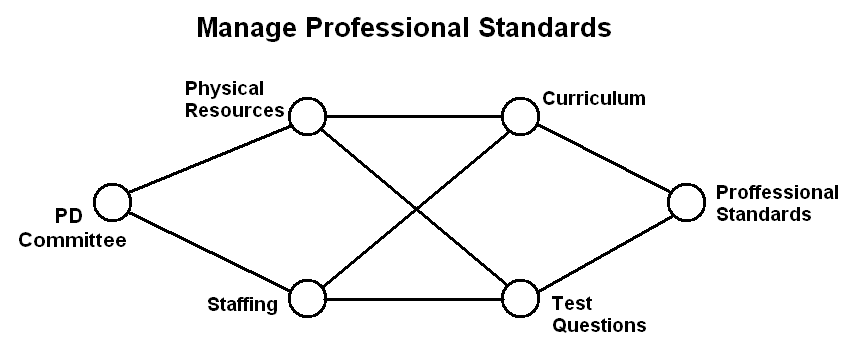 Manage Professional Standards
Physical
Resources
Curriculum
PD
Committee
Proffessional
Standards
Staffing
Test
Questions